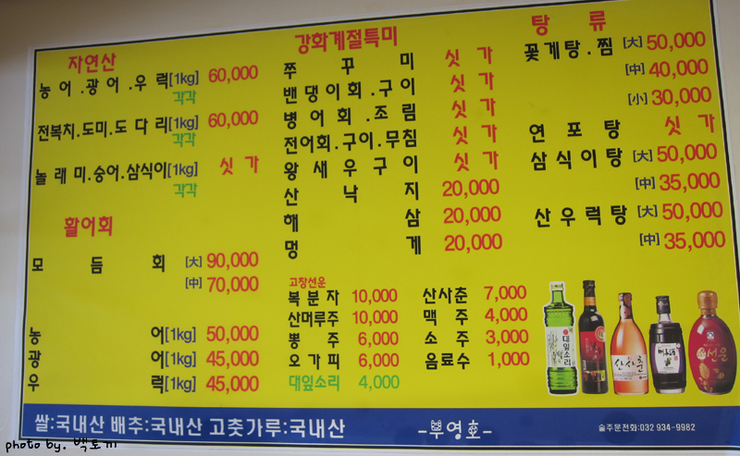 자연산
농어.광어.우럭[1kg] 60,000
각각
전복치.도미.도다리[1kg] 60,000
각각
놀래미.숭어.삼식이[1kg] 싯가
각각
활어회
모듬회 [大] 90,000
[中] 70,000
농어[1kg] 50,000
광어[1kg] 45,000
우럭[1kg] 45,000
강화계절특미
쭈꾸미 싯가
밴댕이회.구이 싯가
병어회.조림 싯가
전어회.구이.무침 싯가
왕새우구이 싯가
산낙지 20,000
해삼 20,000
멍게 20,000
고창선운
복분자 10,000
산머루주 10,000
뽕주 6,000
오가피 6,000
대잎소리 4,000
산사춘 7,000
맥주 4,000
소주 3,000
음료수 1,000
탕류
꽃게탕.찜 [大] 50,000
[中] 40,000
[小] 30,000
연포탕 싯가
삼식이탕 [大] 50,000
[中] 35,000
산우럭탕 [大] 50,000
[中] 35,000
대잎소리
산사춘
선운
쌀:국내산 배추:국내산 고춧가루:국내산
-부영호-
술주문전화:032 934-9982
photo by. 백토끼